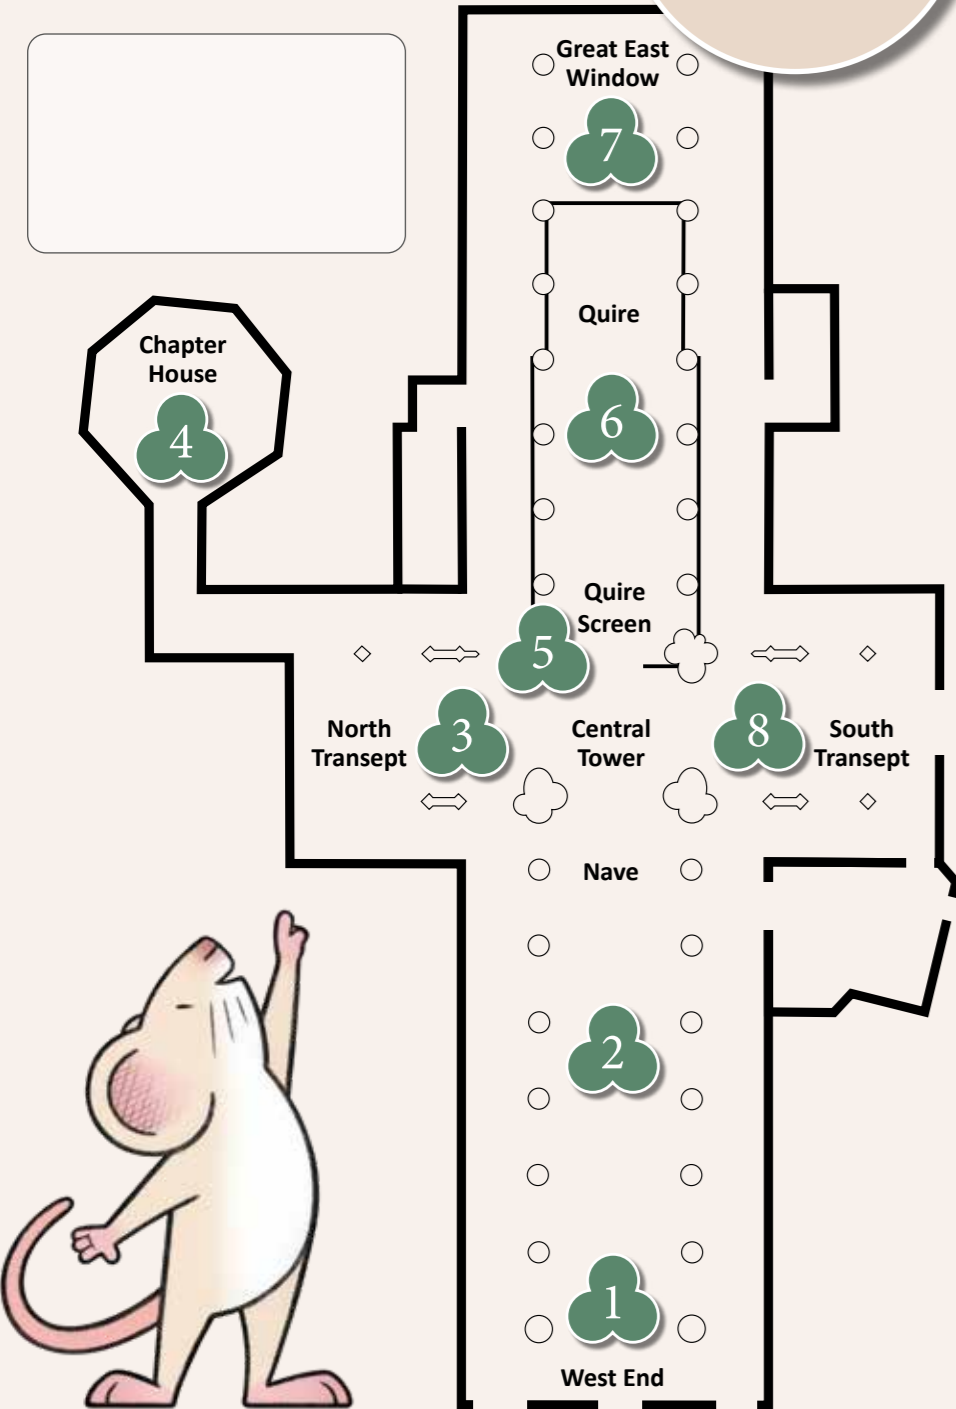 Great East
Window
7
Quire
Chapter
House
4
6
Quire
Screen
5
North
Transept
3
Central
Tower
8
South
Transept
Nave
2
1
West End